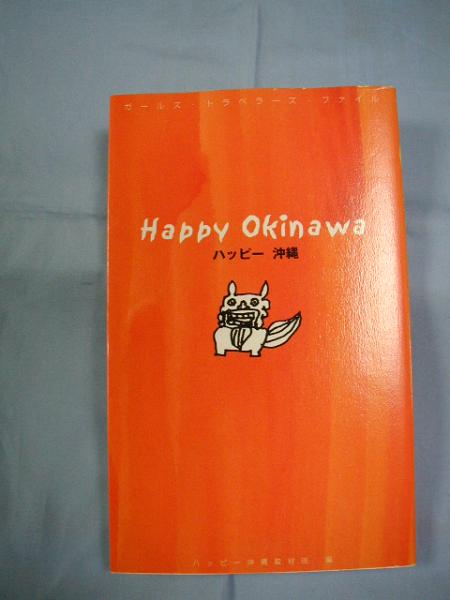 ガールズ・トラベラーズ・ファイル
Happy Okinawa
ハッピー 沖縄
ハッピー沖縄取材班 編